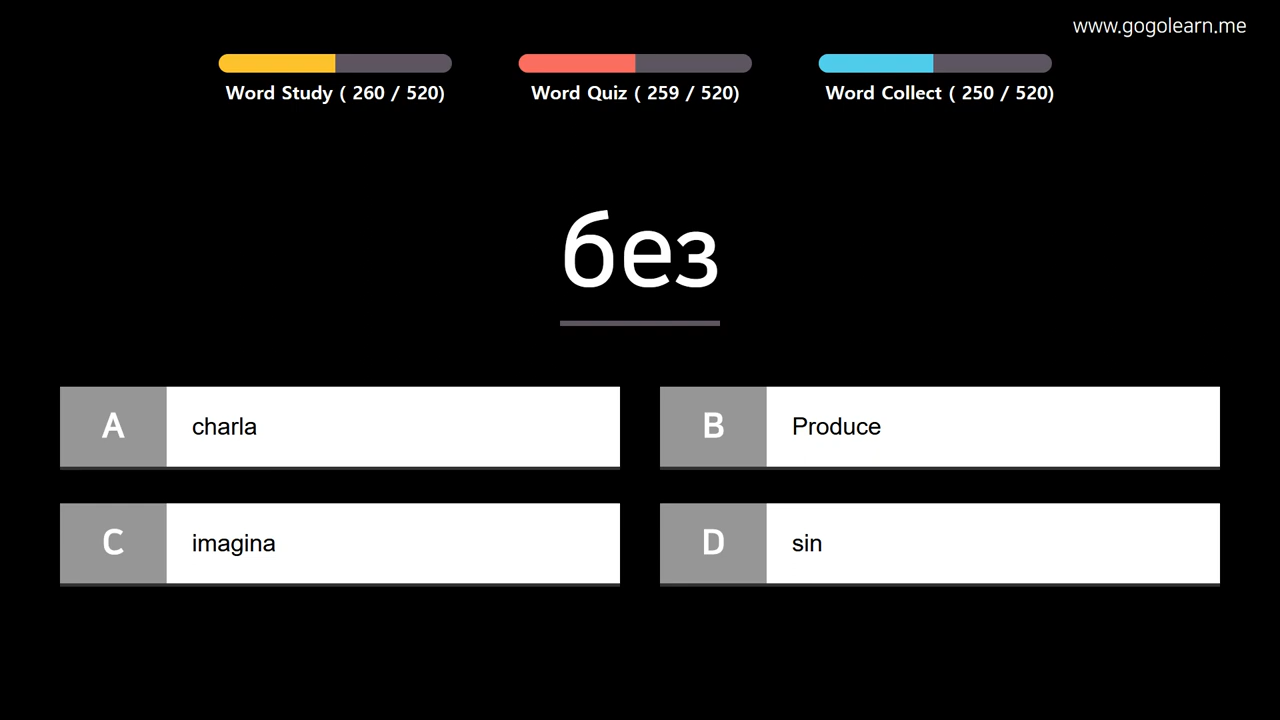 www.gogolearn.me
Word Study ( 260 / 520)
Word Quiz ( 259 / 520)
Word Collect ( 250 / 520)
без
A charla
B Produce
C imagina
D sin